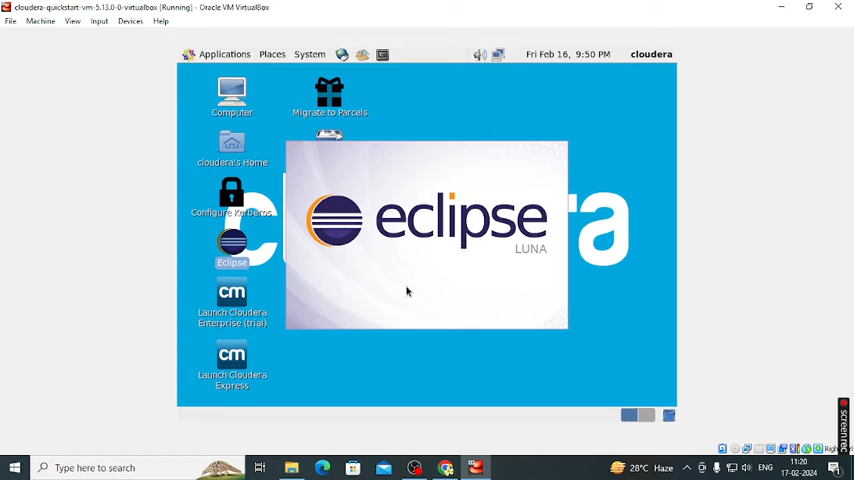 cloudera-quickstart-vm-5.13.0-0-virtualbox [Running] - Oracle VM VirtualBox
File Machine View Input Devices Help
Applications Places System Fri Feb 16, 9:50 PM cloudera
Computer
Migrate to Parcels
cloudera's Home
Configure Kerberos
eclipse
LUNA
Eclipse
cm
Launch Cloudera
Enterprise (trial)
cm
Launch Cloudera
Express
screenrec
Type here to search
28°C Haze
ENG
11:20
17-02-2024